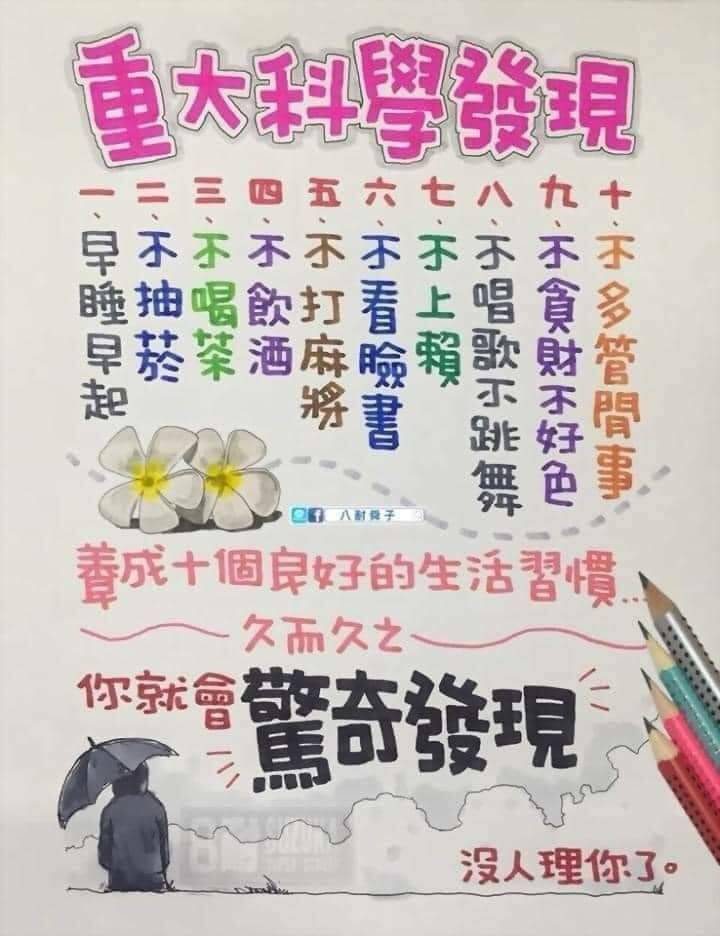 重大科學發現
一、早睡早起
二、不抽菸
三、不喝茶
四、不飲酒
五、不打麻將
六、不看臉書
七、不上賴
八、不唱歌不跳舞
九、不貪財不好色
十、不多管閒事
八耐舜子
養成十個良好的生活習慣...
久而久之
你就會驚奇發現
沒人理你了。